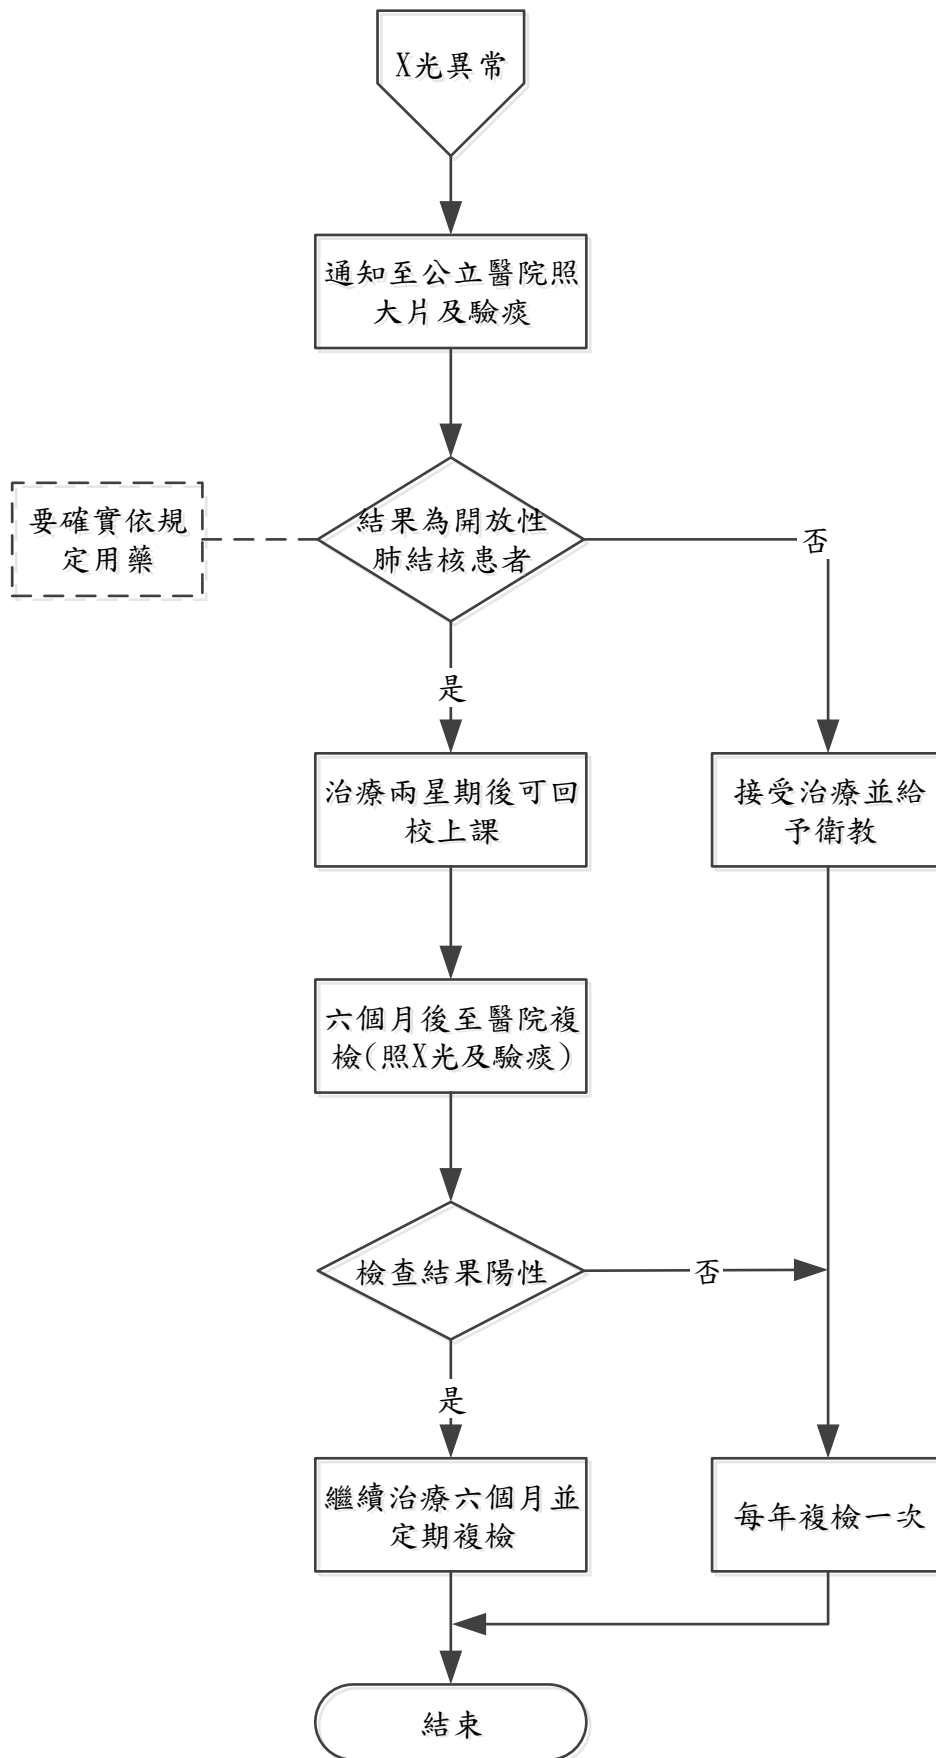 X光異常
通知至公立醫院照
大片及驗痰
要確實依規
定用藥
結果為開放性
肺結核患者
否
是
治療兩星期後可回
校上課
接受治療並給
予衛教
六個月後至醫院複
檢(照X光及驗痰)
檢查結果陽性
否
是
繼續治療六個月並
定期複檢
每年複檢一次
結束